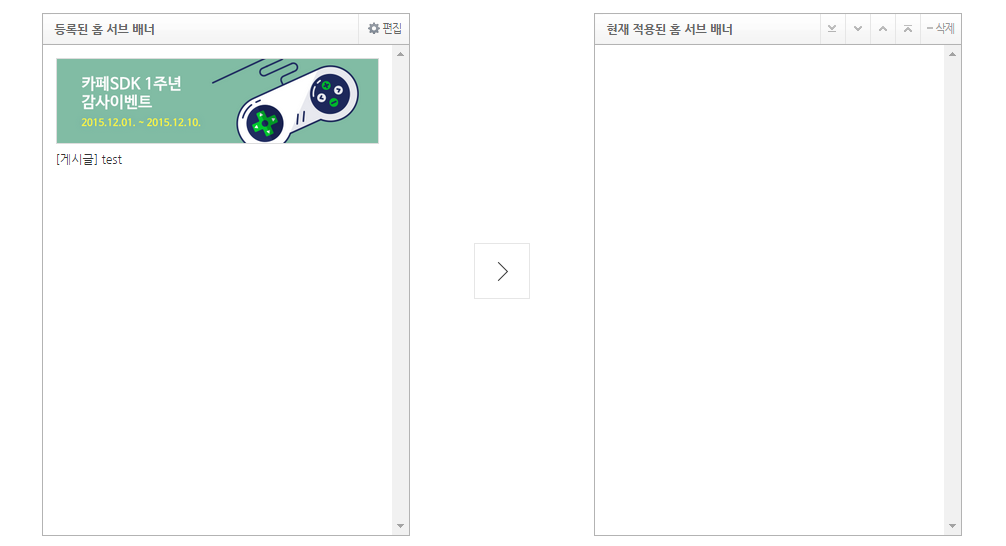 등록된 홈 서브 배너
편집
카페SDK 1주년
감사이벤트
2015.12.01. ~ 2015.12.10.
[게시글] test
현재 적용된 홈 서브 배너
삭제